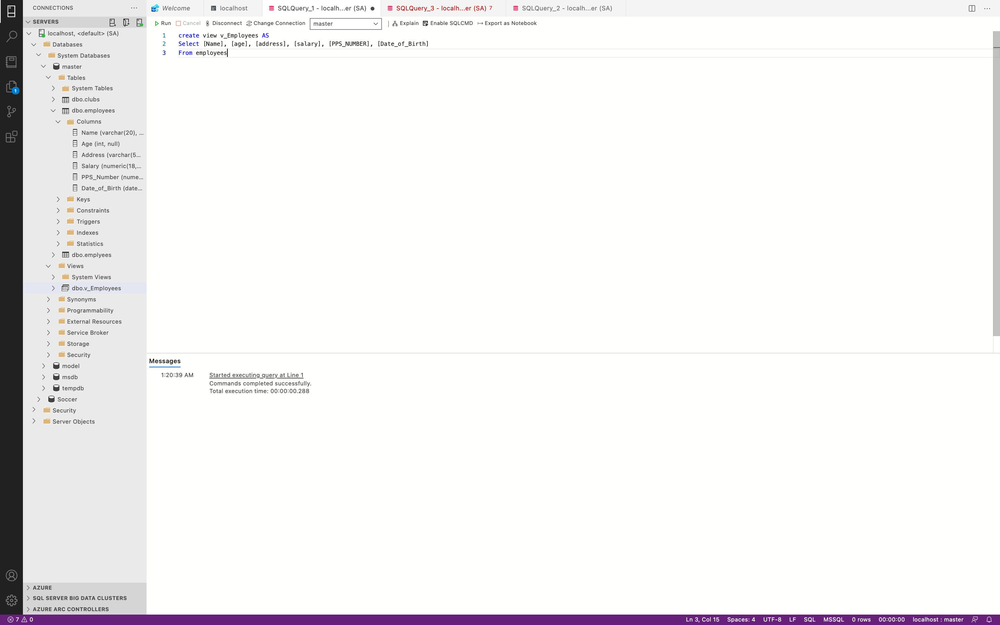 CONNECTIONS
SERVERS
localhost, <default> (SA)
Databases
System Databases
master
Tables
System Tables
dbo.clubs
dbo.employees
Columns
Name (varchar(20), ...
Age (int, null)
Address (varchar(5...
Salary (numeric(18,...
PPS_Number (nume...
Date_of_Birth (date...
Keys
Constraints
Triggers
Indexes
Statistics
dbo.emplyees
Views
System Views
dbo.v_Employees
Synonyms
Programmability
External Resources
Service Broker
Storage
Security
model
msdb
tempdb
Soccer
Security
Server Objects
AZURE
SQL SERVER BIG DATA CLUSTERS
AZURE ARC CONTROLLERS
1
Welcome
localhost
SQLQuery_1 - localh...er (SA)
SQLQuery_3 - localh...er (SA) 7
SQLQuery_2 - localh...er (SA)
Run Cancel Disconnect Change Connection master Explain Enable SQLCMD Export as Notebook
1 create view v_Employees AS
2 Select [Name], [age], [address], [salary], [PPS_NUMBER], [Date_of_Birth]
3 From employees
Messages
1:20:39 AM Started executing query at Line 1
Commands completed successfully.
Total execution time: 00:00:00.288
7 0 Ln 3, Col 15 Spaces: 4 UTF-8 LF SQL MSSQL 0 rows 00:00:00 localhost : master